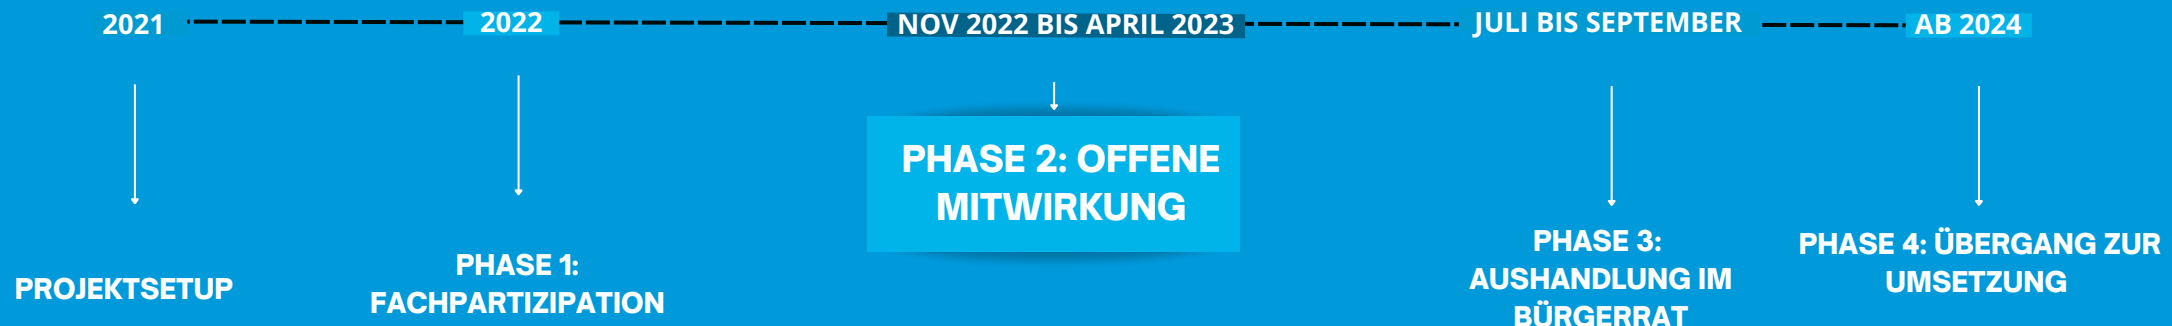 2021
2022
NOV 2022 BIS APRIL 2023
JULI BIS SEPTEMBER
AB 2024
PROJEKTSETUP
PHASE 1:
FACHPARTIZIPATION
PHASE 2: OFFENE
MITWIRKUNG
PHASE 3:
AUSHANDLUNG IM
BÜRGERRAT
PHASE 4: ÜBERGANG ZUR
UMSETZUNG